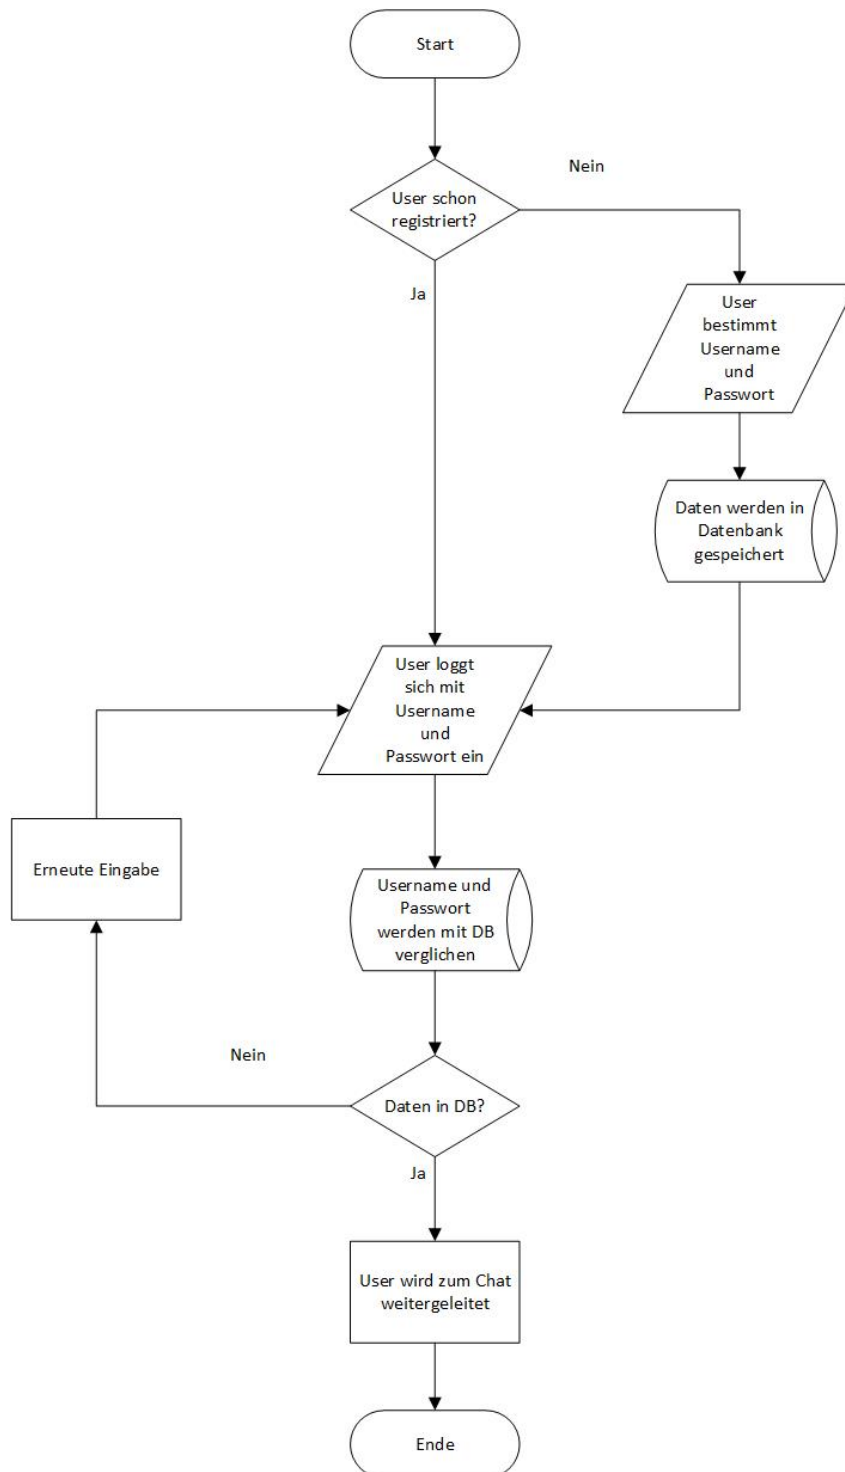 Start
Nein
User schon
registriert?
Ja
User
bestimmt
Username
und
Passwort
Daten werden in
Datenbank
gespeichert
User loggt
sich mit
Username
und
Passwort ein
Erneute Eingabe
Username und
Passwort
werden mit DB
verglichen
Nein
Daten in DB?
Ja
User wird zum Chat
weitergeleitet
Ende